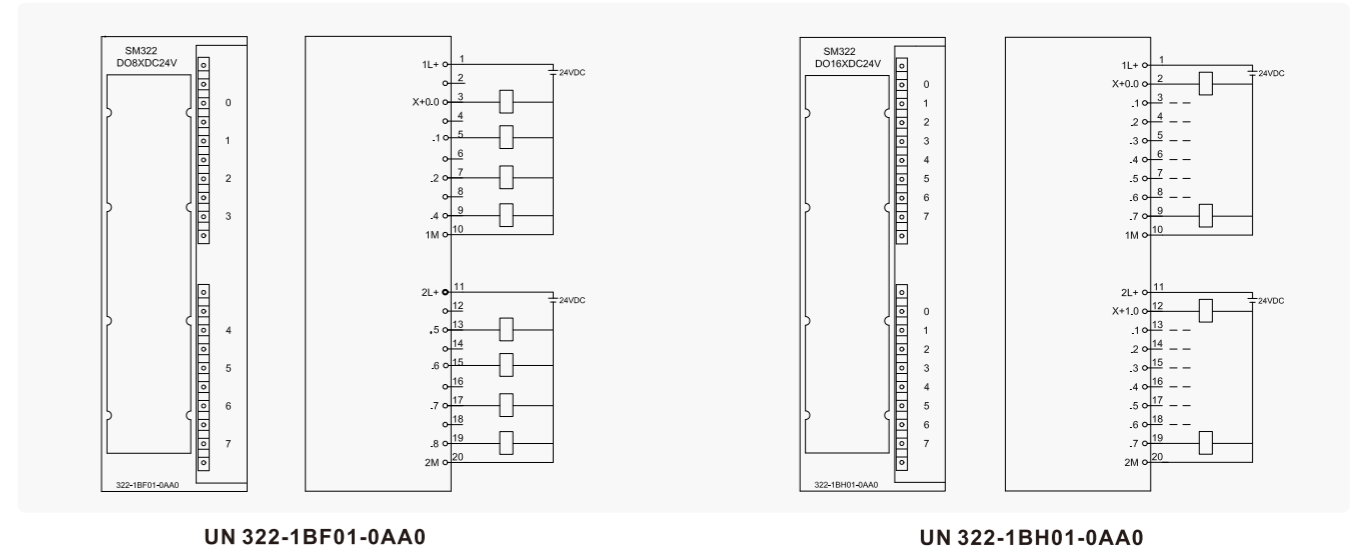 SM322
DO8XDC24V
0
1
2
3
4
5
6
7
322-1BF01-0AA0
1L+ 1
24VDC
2
X+0.0 3
4
.1 5
6
.2 7
8
.4 9
1M 10
2L+ 11
24VDC
12
.5 13
14
.6 15
16
.7 17
18
.8 19
2M 20
UN 322-1BF01-0AA0
SM322
DO16XDC24V
0
1
2
3
4
5
6
7
0
1
2
3
4
5
6
7
322-1BH01-0AA0
1L+ 1
24VDC
X+0.0 2
.1 3
.2 4
.3 5
.4 6
.5 7
.6 8
.7 9
1M 10
2L+ 11
24VDC
X+1.0 12
.1 13
.2 14
.3 15
.4 16
.5 17
.6 18
.7 19
2M 20
UN 322-1BH01-0AA0